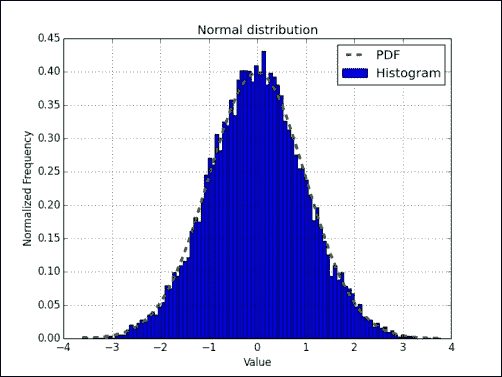 Normal distribution
0.45
0.40
0.35
0.30
0.25
0.20
0.15
0.10
0.05
0.00
Normalized Frequency
PDF
Histogram
−4 −3 −2 −1 0 1 2 3 4
Value